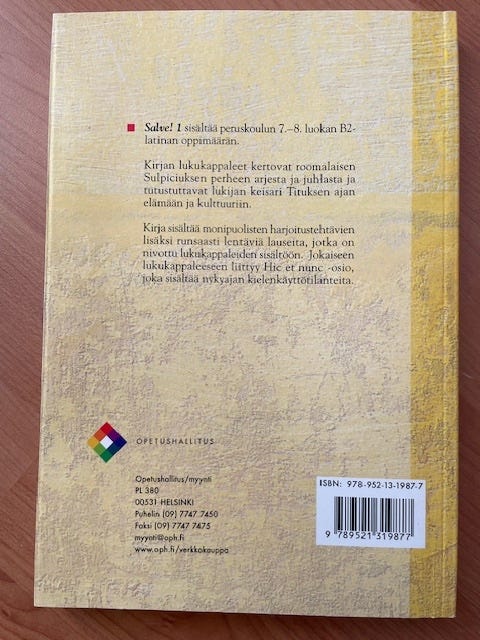 Salve! 1 sisältää peruskoulun 7.–8. luokan B2-
latinan oppimäärän.
Kirjan lukukappaleet kertovat roomalaisen
Sulpiciuksen perheen arjesta ja juhlasta ja
tutustuttavat lukijan keisari Tituksen ajan
elämään ja kulttuuriin.
Kirja sisältää monipuolisten harjoitustehtävien
lisäksi runsaasti lentäviä lauseita, jotka on
nivottu lukukappaleiden sisältöön. Jokaiseen
lukukappaleeseen liittyy Hic et nunc -osio,
joka sisältää nykyajan kielenkäyttötilanteita.
OPETUSHALLITUS
Opetushallitus/myynti
PL 380
00531 HELSINKI
Puhelin (09) 7747 7450
Faksi (09) 7747 7475
myynti@oph.fi
www.oph.fi/verkkokauppa
ISBN: 978-952-13-1987-7
9 789521 319877